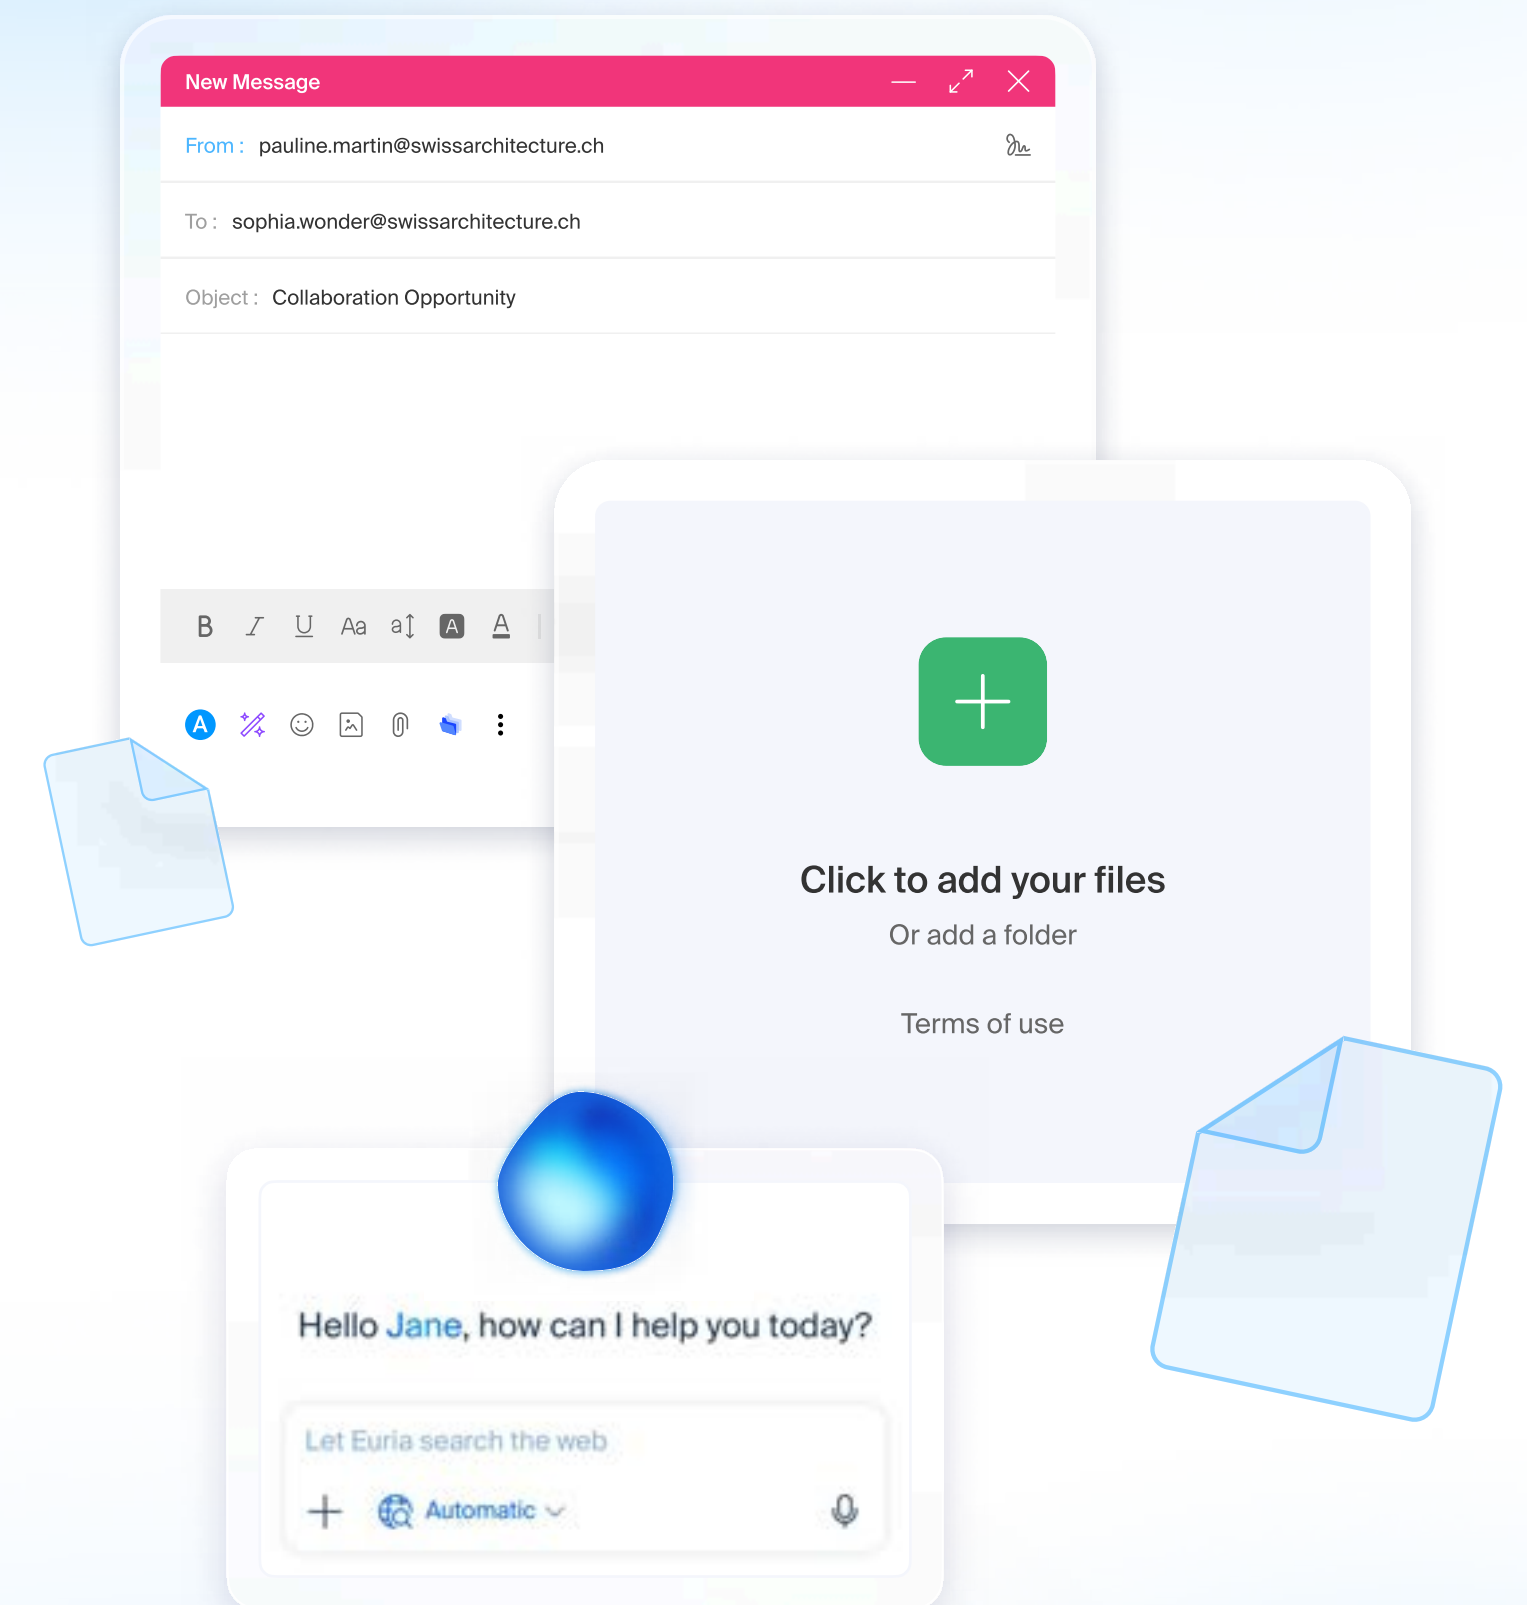 New Message
From : pauline.martin@swissarchitecture.ch
To : sophia.wonder@swissarchitecture.ch
Object : Collaboration Opportunity
B I U Aa a A A
A
Click to add your files
Or add a folder
Terms of use
Hello Jane, how can I help you today?
Let Euria search the web
Automatic